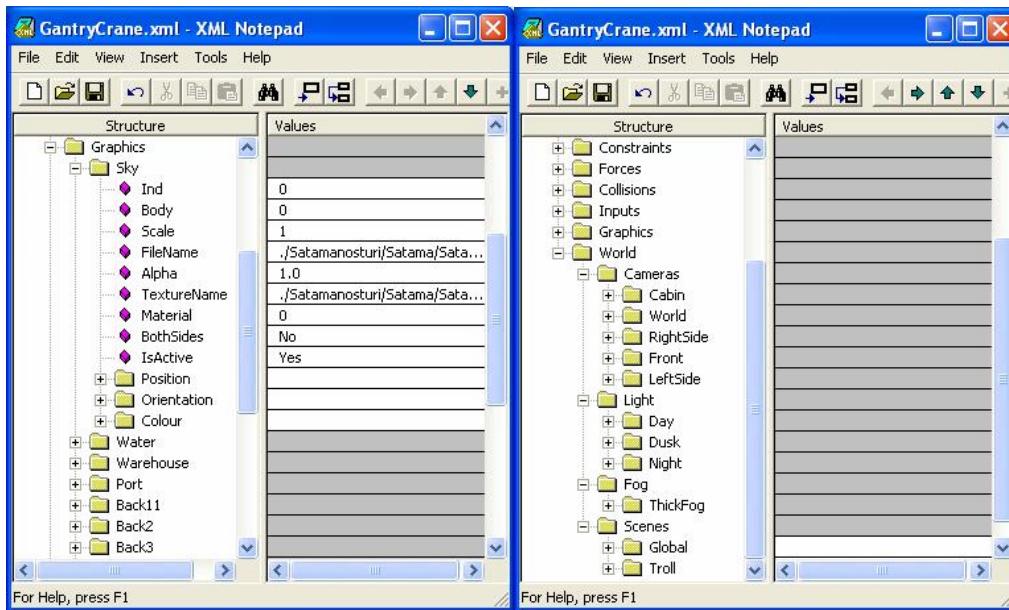 GantryCrane.xml - XML Notepad
File Edit View Insert Tools Help
Structure Values
Graphics
Sky
Ind 0
Body 0
Scale 1
FileName ./Satamanosturi/Satama/Sata...
Alpha 1.0
TextureName ./Satamanosturi/Satama/Sata...
Material 0
BothSides No
IsActive Yes
Position
Orientation
Colour
Water
Warehouse
Port
Back11
Back2
Back3
For Help, press F1
GantryCrane.xml - XML Notepad
File Edit View Insert Tools Help
Structure Values
Constraints
Forces
Collisions
Inputs
Graphics
World
Cameras
Cabin
World
RightSide
Front
LeftSide
Light
Day
Dusk
Night
Fog
ThickFog
Scenes
Global
Troll
For Help, press F1